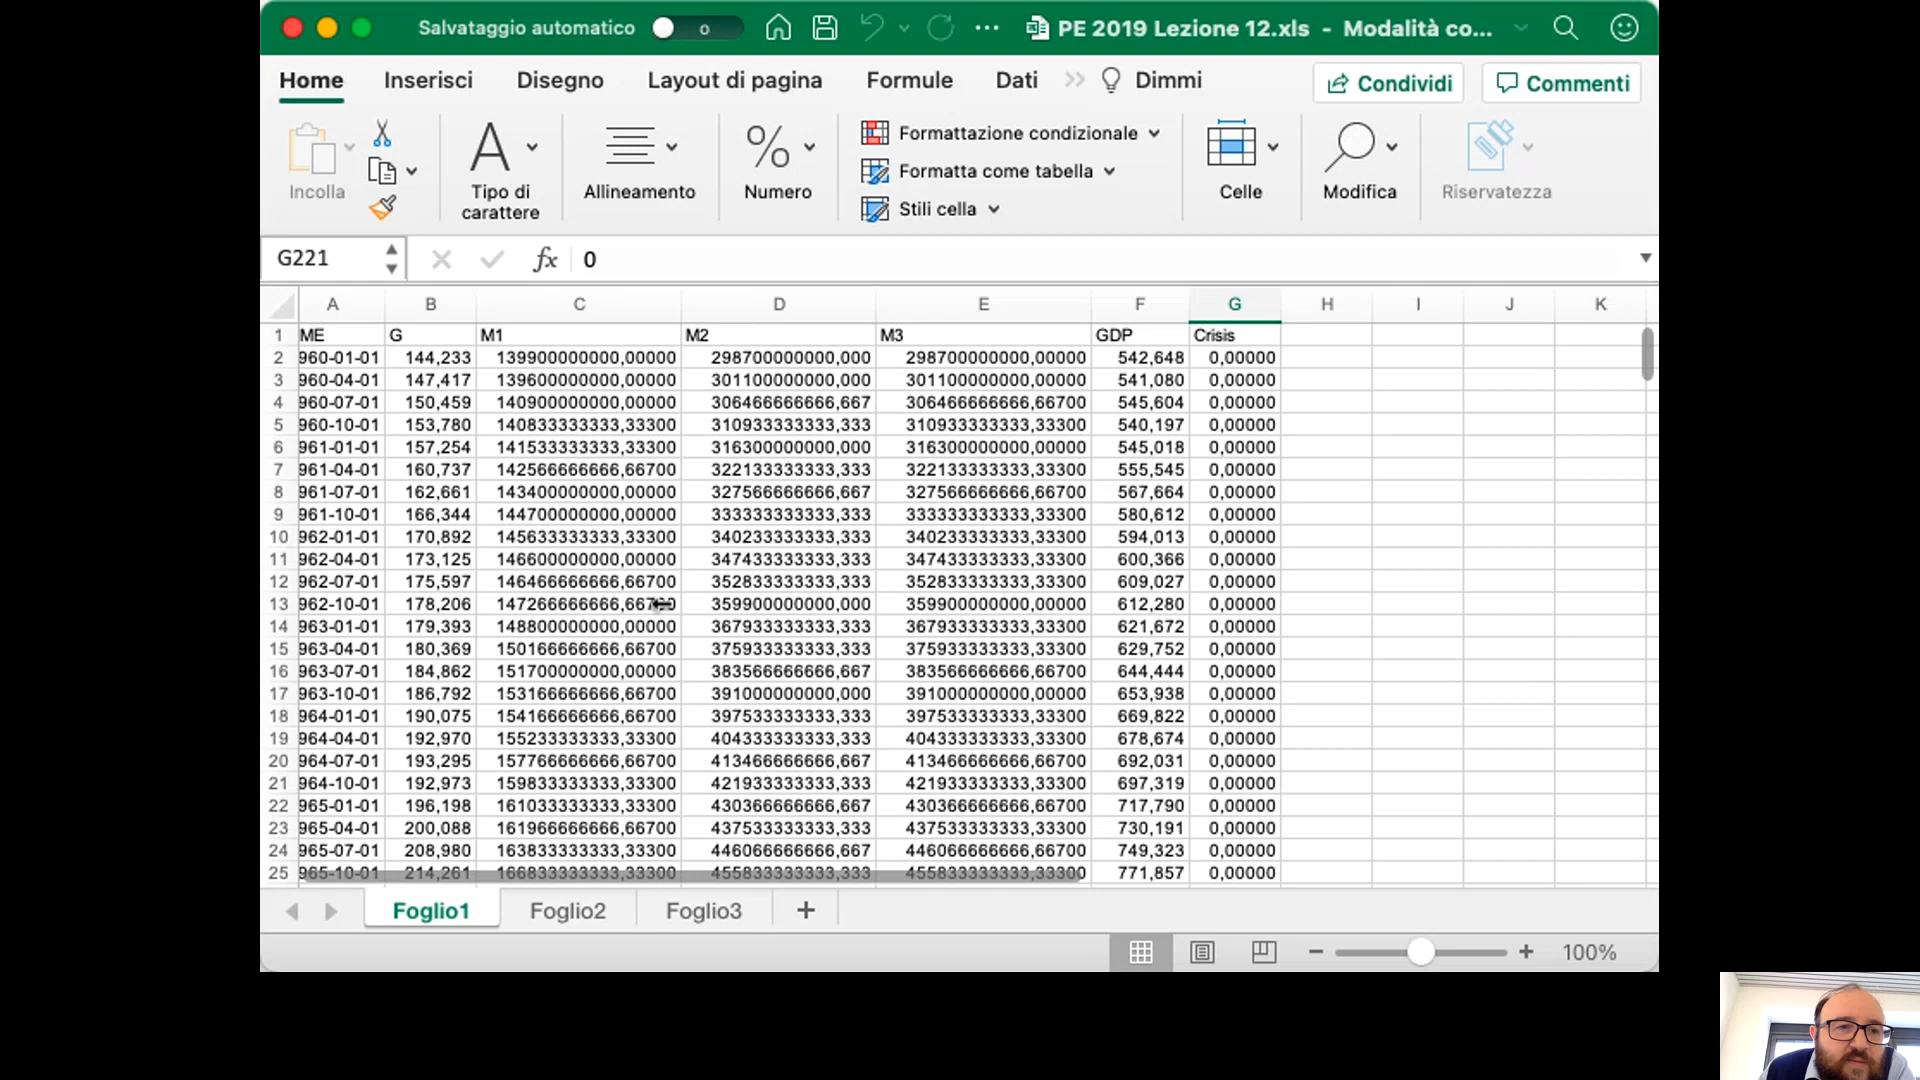 Salvataggio automatico 0 PE 2019 Lezione 12.xls - Modalità co...
Home Inserisci Disegno Layout di pagina Formule Dati Dimmi Condividi Commenti
Incolla Tipo di carattere Allineamento Numero Formattazione condizionale Formatta come tabella Stili cella Celle Modifica Riservatezza
G221 fx 0
A B C D E F G H I J K
1 ME G M1 M2 M3 GDP Crisis
2 960-01-01 144,233 139900000000,00000 298700000000,000 298700000000,00000 542,648 0,00000
3 960-04-01 147,417 139600000000,00000 301100000000,000 301100000000,00000 541,080 0,00000
4 960-07-01 150,459 140900000000,00000 306466666666,667 306466666666,66700 545,604 0,00000
5 960-10-01 153,780 140833333333,33300 310933333333,333 310933333333,33300 540,197 0,00000
6 961-01-01 157,254 141533333333,33300 316300000000,000 316300000000,00000 545,018 0,00000
7 961-04-01 160,737 142566666666,66700 322133333333,333 322133333333,33300 555,545 0,00000
8 961-07-01 162,661 143400000000,00000 327566666666,667 327566666666,66700 567,664 0,00000
9 961-10-01 166,344 144700000000,00000 333333333333,333 333333333333,33300 580,612 0,00000
10 962-01-01 170,892 145633333333,33300 340233333333,333 340233333333,33300 594,013 0,00000
11 962-04-01 173,125 146600000000,00000 347433333333,333 347433333333,33300 600,366 0,00000
12 962-07-01 175,597 146466666666,66700 352833333333,333 352833333333,33300 609,027 0,00000
13 962-10-01 178,206 359900000000,000 359900000000,00000 612,280 0,00000
14 963-01-01 179,393 148800000000,00000 367933333333,333 367933333333,33300 621,672 0,00000
15 963-04-01 180,369 150166666666,66700 375933333333,333 375933333333,33300 629,752 0,00000
16 963-07-01 184,862 151700000000,00000 383566666666,667 383566666666,66700 644,444 0,00000
17 963-10-01 186,792 153166666666,66700 391000000000,000 391000000000,00000 653,938 0,00000
18 964-01-01 190,075 154166666666,66700 397533333333,333 397533333333,33300 669,822 0,00000
19 964-04-01 192,970 155233333333,33300 404333333333,333 404333333333,33300 678,674 0,00000
20 964-07-01 193,295 157766666666,66700 413466666666,667 413466666666,66700 692,031 0,00000
21 964-10-01 192,973 159833333333,33300 421933333333,333 421933333333,33300 697,319 0,00000
22 965-01-01 196,198 161033333333,33300 430366666666,667 430366666666,66700 717,790 0,00000
23 965-04-01 200,088 161966666666,66700 437533333333,333 437533333333,33300 730,191 0,00000
24 965-07-01 208,980 163833333333,33300 446066666666,667 446066666666,66700 749,323 0,00000
25 965-10-01 214,261 166833333333,33300 455833333333,333 455833333333,33300 771,857 0,00000
Foglio1 Foglio2 Foglio3
100%